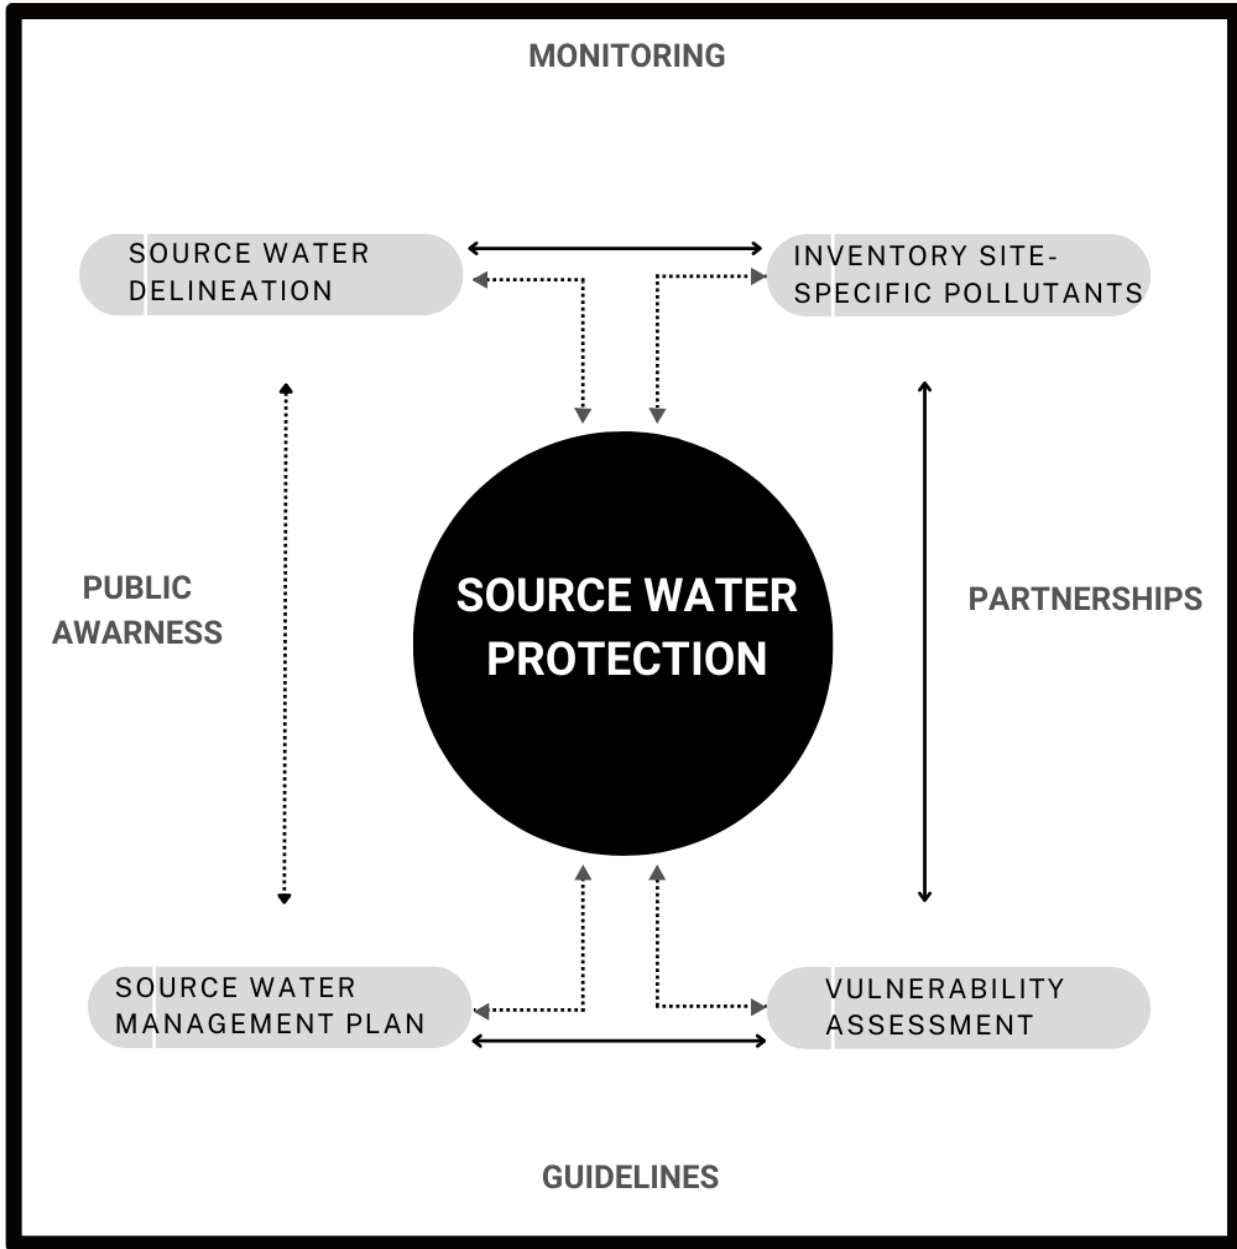 MONITORING
SOURCE WATER
DELINEATION
INVENTORY SITE-
SPECIFIC POLLUTANTS
PUBLIC
AWARNESS
SOURCE WATER
PROTECTION
PARTNERSHIPS
SOURCE WATER
MANAGEMENT PLAN
VULNERABILITY
ASSESSMENT
GUIDELINES